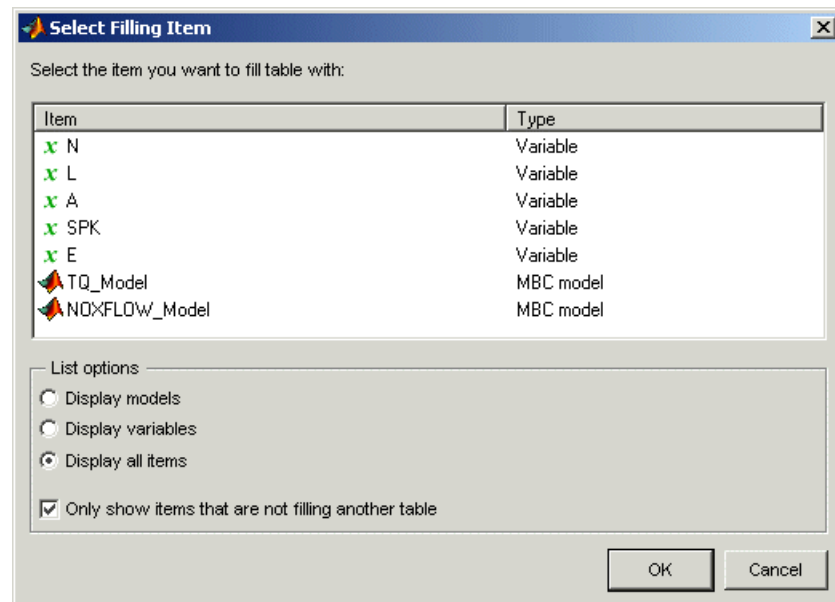 Select Filling Item
Select the item you want to fill table with:
Item Type
x N Variable
x L Variable
x A Variable
x SPK Variable
x E Variable
TQ_Model MBC model
NOXFLOW_Model MBC model
List options
Display models
Display variables
Display all items
Only show items that are not filling another table
OK Cancel